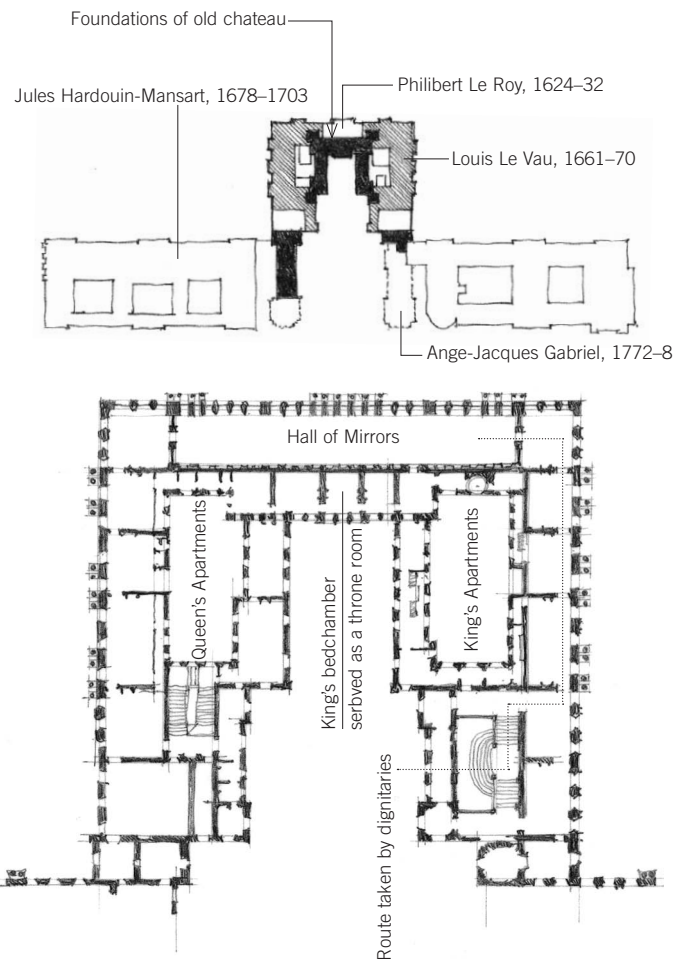 Foundations of old chateau
Philibert Le Roy, 1624–32
Jules Hardouin-Mansart, 1678–1703
Louis Le Vau, 1661–70
Ange-Jacques Gabriel, 1772–8
Hall of Mirrors
Queen's Apartments
King's bedchamber
serbved as a throne room
King's Apartments
Route taken by dignitaries